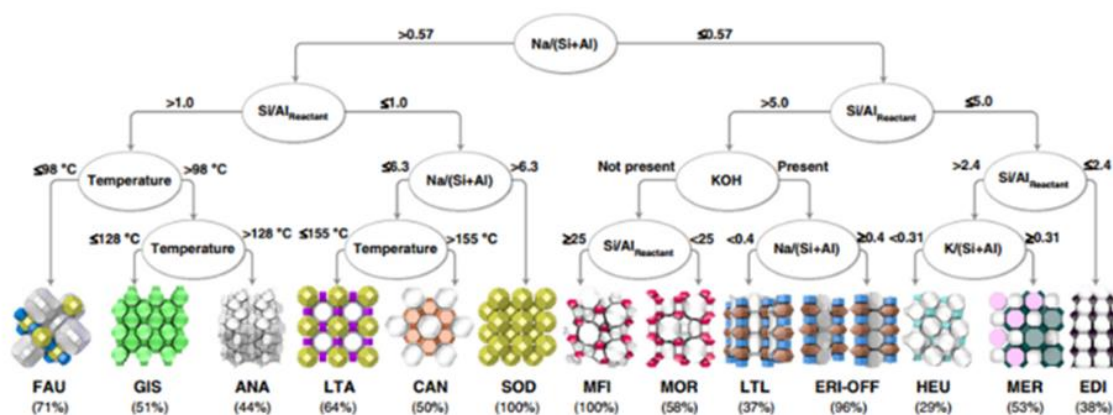 >0.57 Na/(Si+Al) ≤0.57
>1.0 Si/Al_Reactant ≤1.0 >5.0 Si/Al_Reactant ≤5.0
≤98 °C Temperature >98 °C ≤6.3 Na/(Si+Al) >6.3 Not present KOH Present >2.4 Si/Al_Reactant ≤2.4
≤128 °C Temperature >128 °C ≤155 °C Temperature >155 °C ≥25 Si/Al_Reactant <25 <0.4 Na/(Si+Al) ≥0.4 <0.31 K/(Si+Al) ≥0.31
FAU GIS ANA LTA CAN SOD MFI MOR LTL ERI-OFF HEU MER EDI
(71%) (51%) (44%) (64%) (50%) (100%) (100%) (58%) (37%) (96%) (29%) (53%) (38%)